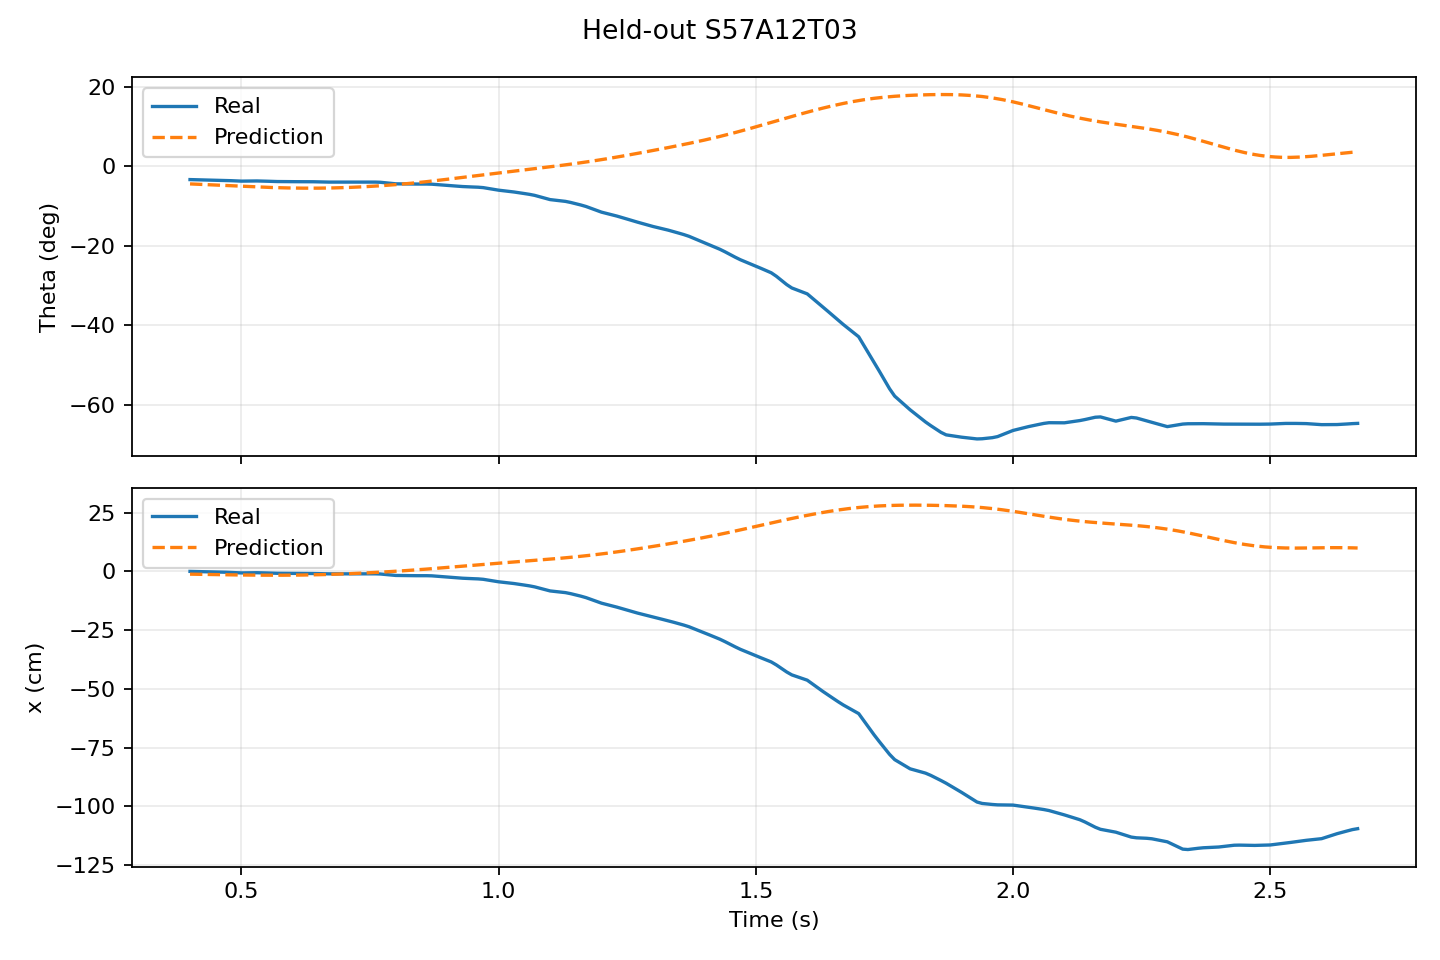 Held-out S57A12T03
Real
Prediction
20
0
−20
−40
−60
Theta (deg)
Real
Prediction
25
0
−25
−50
−75
−100
−125
x (cm)
0.5 1.0 1.5 2.0 2.5
Time (s)